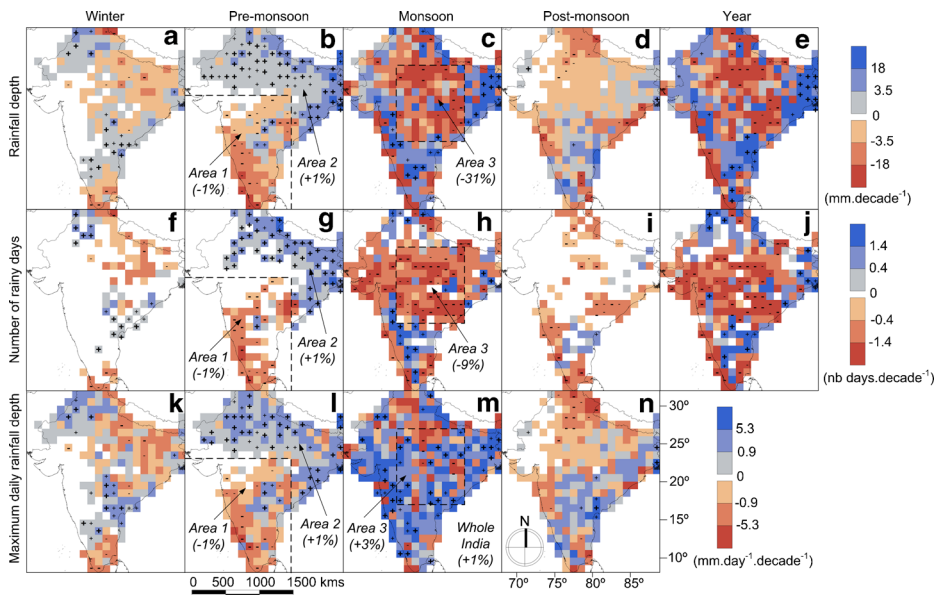 Winter Pre-monsoon Monsoon Post-monsoon Year
Rainfall depth
a b c d e
Area 1
(-1%)
Area 2
(+1%)
Area 3
(-31%)
18
3.5
0
-3.5
-18
(mm.decade⁻¹)
Number of rainy days
f g h i j
Area 1
(-1%)
Area 2
(+1%)
Area 3
(-9%)
1.4
0.4
0
-0.4
-1.4
(nb days.decade⁻¹)
Maximum daily rainfall depth
k l m n
Area 1
(-1%)
Area 2
(+1%)
Area 3
(+3%)
Whole
India
(+1%)
N
30º
25º
20º
15º
10º
70º 75º 80º 85º
5.3
0.9
0
-0.9
-5.3
(mm.day⁻¹.decade⁻¹)
0 500 1000 1500 kms